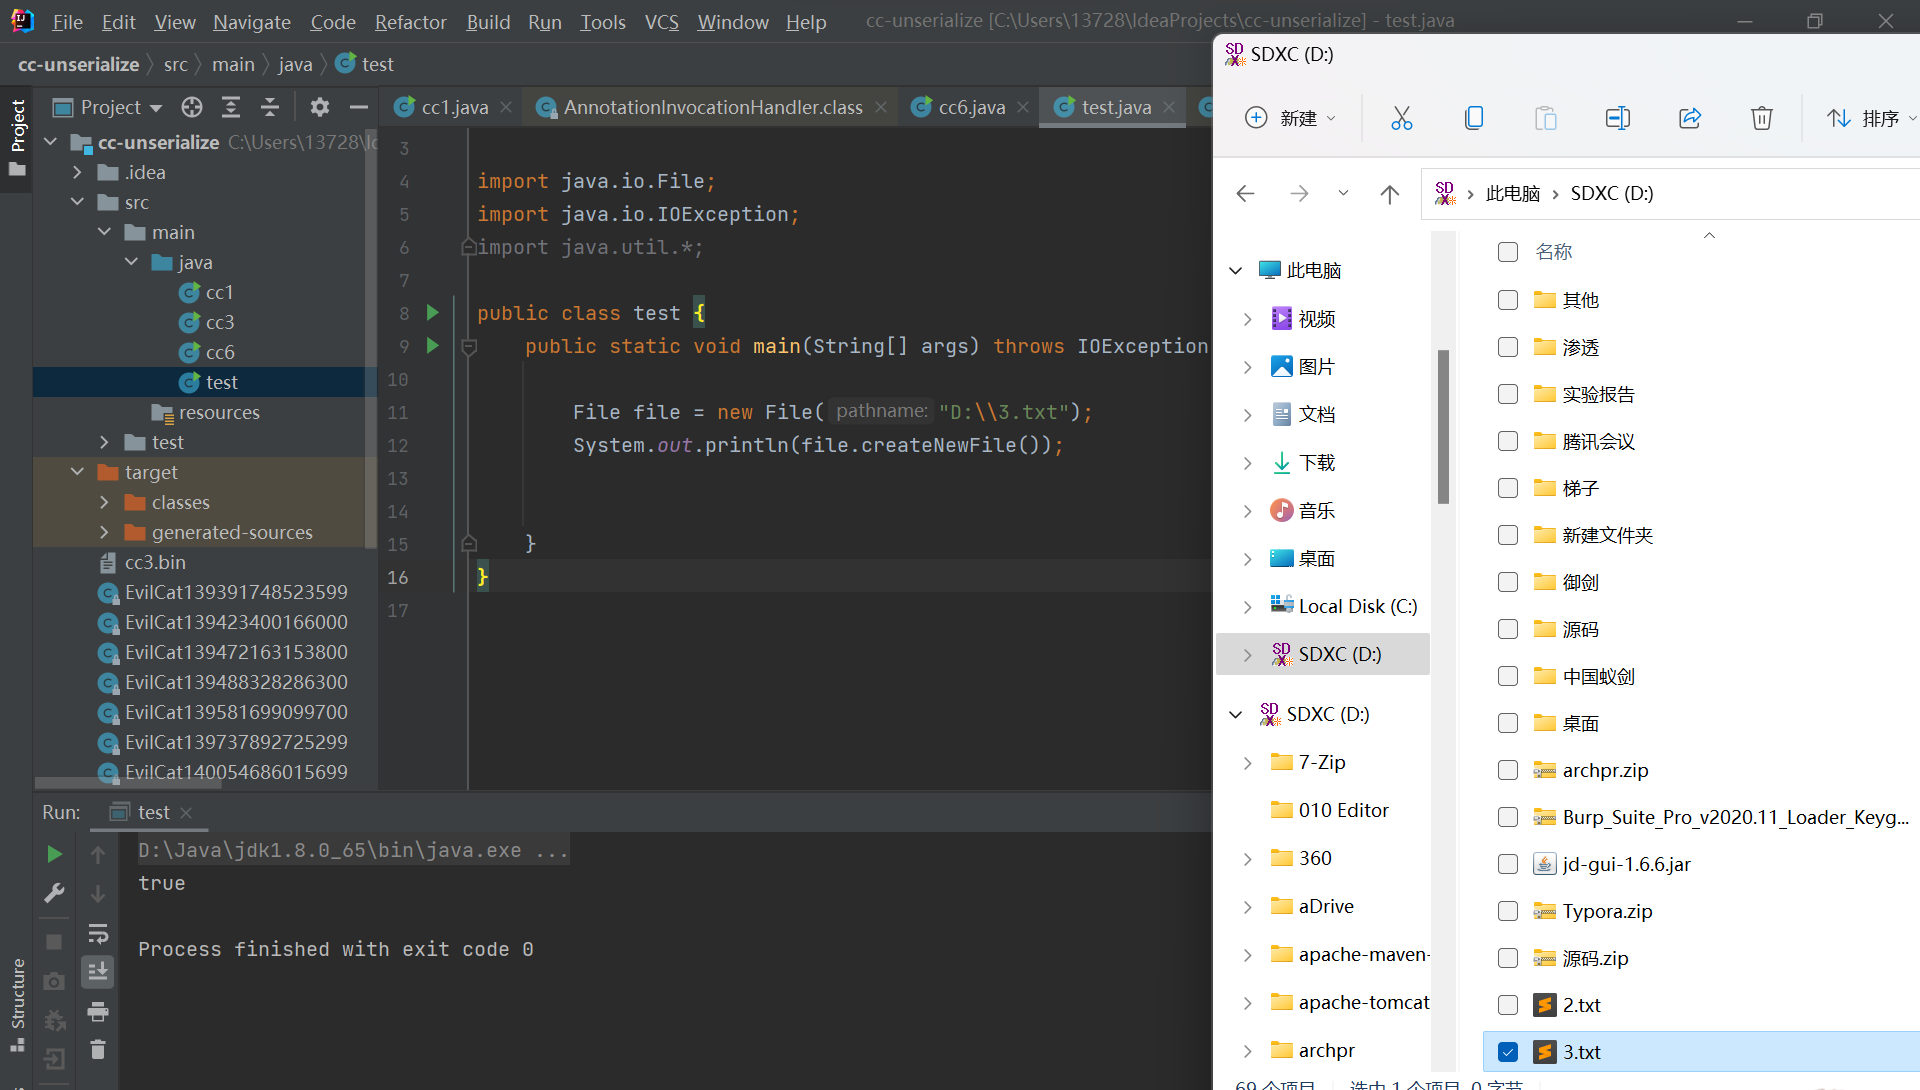 File Edit View Navigate Code Refactor Build Run Tools VCS Window Help cc-unserialize [C:\Users\13728\IdeaProjects\cc-unserialize] - test.java
cc-unserialize src main java test
Project
Project
cc1.java AnnotationInvocationHandler.class cc6.java test.java
cc-unserialize C:\Users\13728\Id
.idea
src
main
java
cc1
cc3
cc6
test
resources
test
target
classes
generated-sources
cc3.bin
EvilCat139391748523599
EvilCat139423400166000
EvilCat139472163153800
EvilCat139488328286300
EvilCat139581699099700
EvilCat139737892725299
EvilCat140054686015699
3
4 import java.io.File;
5 import java.io.IOException;
6 import java.util.*;
7
8 public class test {
9 public static void main(String[] args) throws IOException
10
11 File file = new File( pathname: "D:\\3.txt");
12 System.out.println(file.createNewFile());
13
14
15 }
16 }
17
Run: test
D:\Java\jdk1.8.0_65\bin\java.exe ...
true
Process finished with exit code 0
Structure
SDXC (D:)
新建 排序
此电脑 SDXC (D:)
此电脑
视频
图片
文档
下载
音乐
桌面
Local Disk (C:)
SDXC (D:)
SDXC (D:)
7-Zip
010 Editor
360
aDrive
apache-maven-
apache-tomcat
archpr
名称
其他
渗透
实验报告
腾讯会议
梯子
新建文件夹
御剑
源码
中国蚁剑
桌面
archpr.zip
Burp_Suite_Pro_v2020.11_Loader_Keyg...
jd-gui-1.6.6.jar
Typora.zip
源码.zip
2.txt
3.txt
69 个项目 选中 1 个项目 0 字节